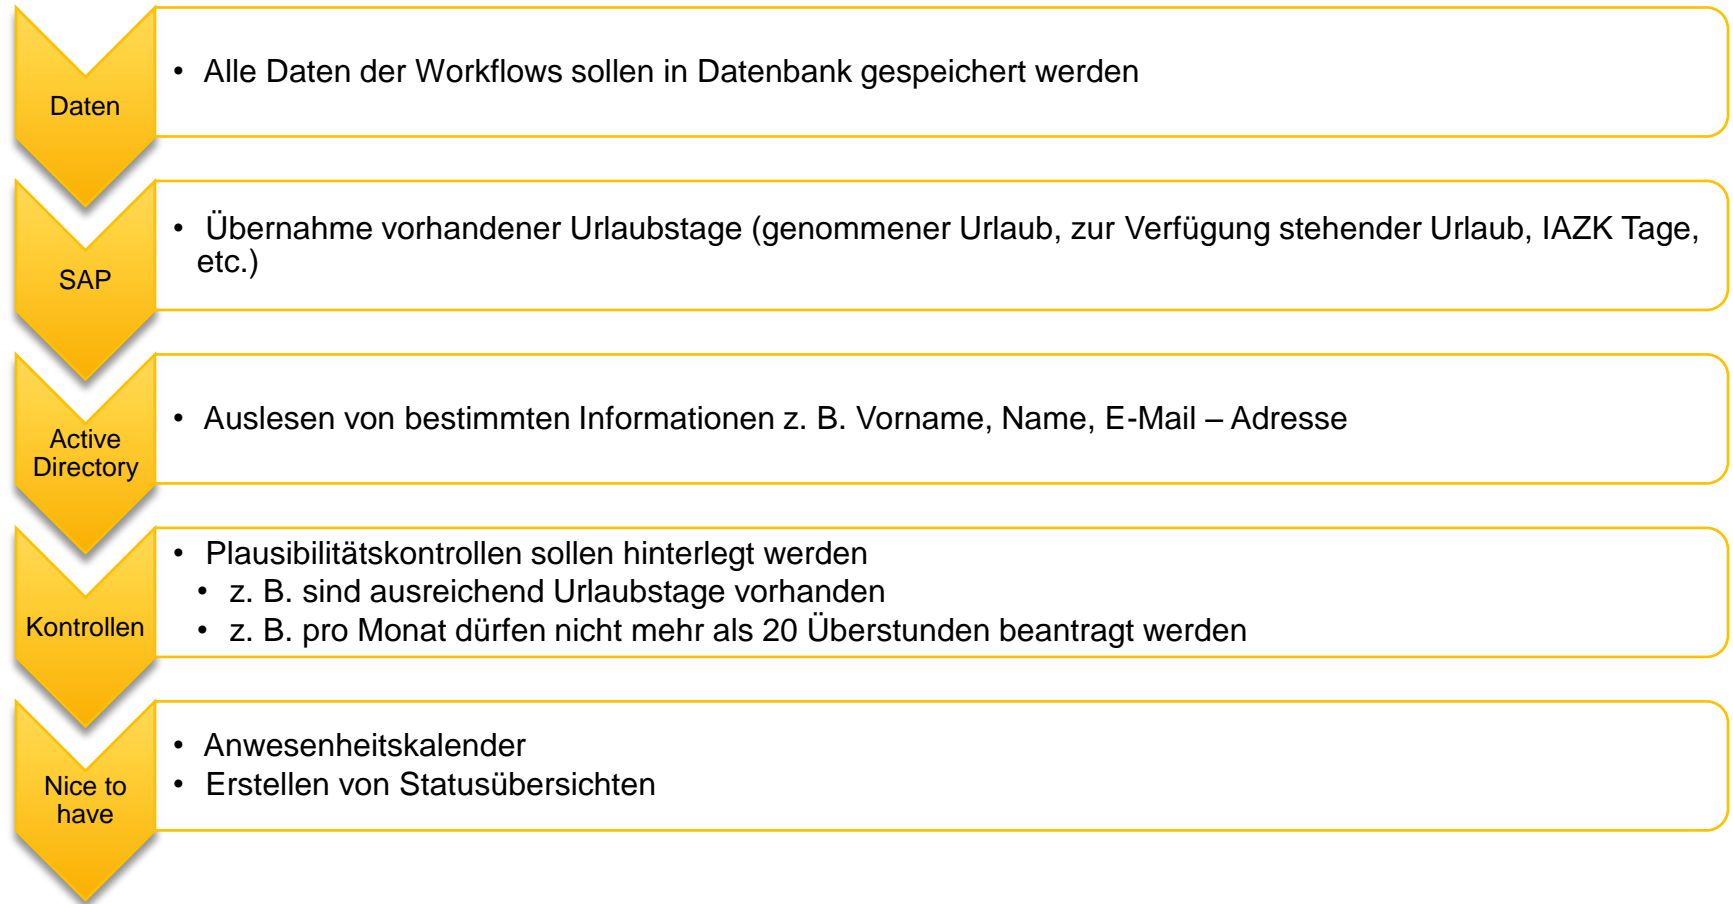 Daten
• Alle Daten der Workflows sollen in Datenbank gespeichert werden
SAP
• Übernahme vorhandener Urlaubstage (genommener Urlaub, zur Verfügung stehender Urlaub, IAZK Tage,
etc.)
Active
Directory
• Auslesen von bestimmten Informationen z. B. Vorname, Name, E-Mail – Adresse
Kontrollen
• Plausibilitätskontrollen sollen hinterlegt werden
• z. B. sind ausreichend Urlaubstage vorhanden
• z. B. pro Monat dürfen nicht mehr als 20 Überstunden beantragt werden
Nice to
have
• Anwesenheitskalender
• Erstellen von Statusübersichten